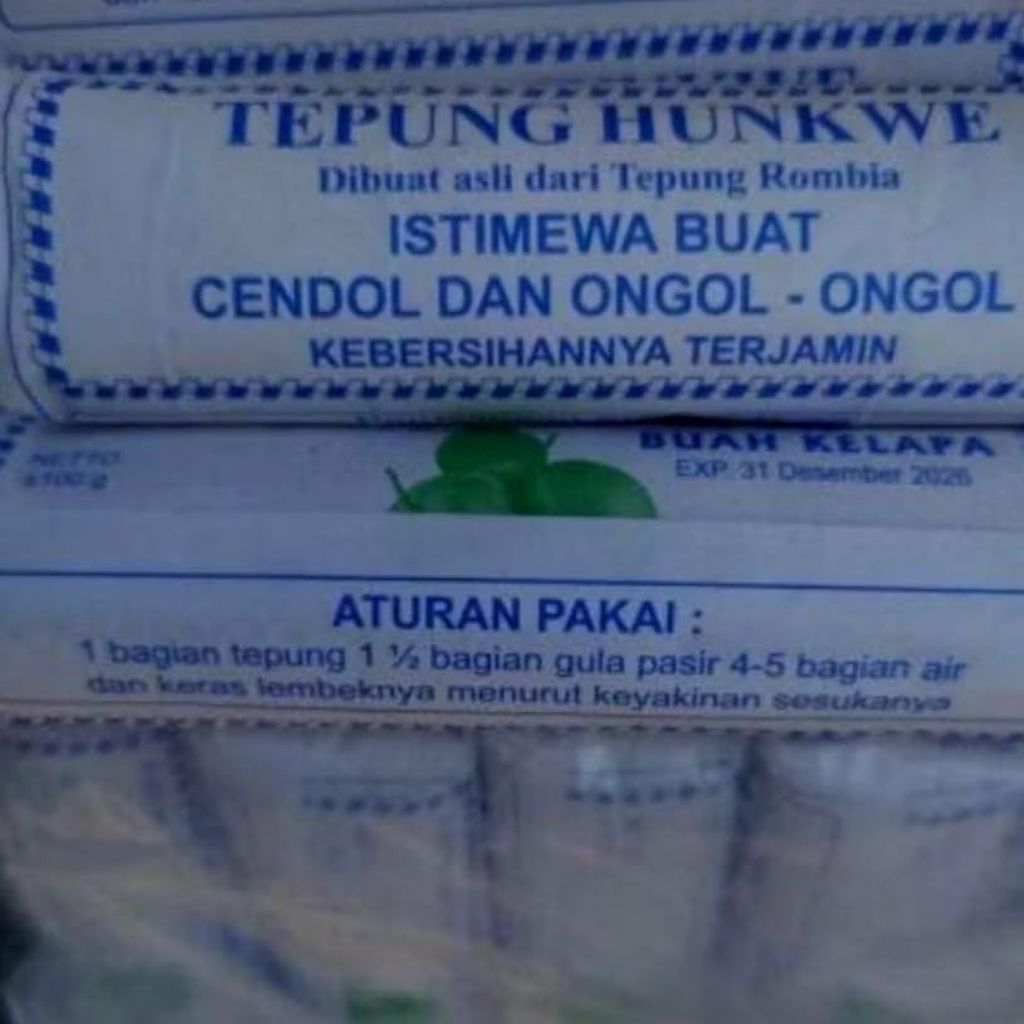 TEPUNG HUNKWE
Dibuat asli dari Tepung Rombia
ISTIMEWA BUAT
CENDOL DAN ONGOL - ONGOL
KEBERSIHANNYA TERJAMIN
NETTO
±100 g
BUAH KELAPA
EXP. 31 Desember 2026
ATURAN PAKAI :
1 bagian tepung 1 ½ bagian gula pasir 4-5 bagian air
dan keras lembeknya menurut keyakinan sesukanya